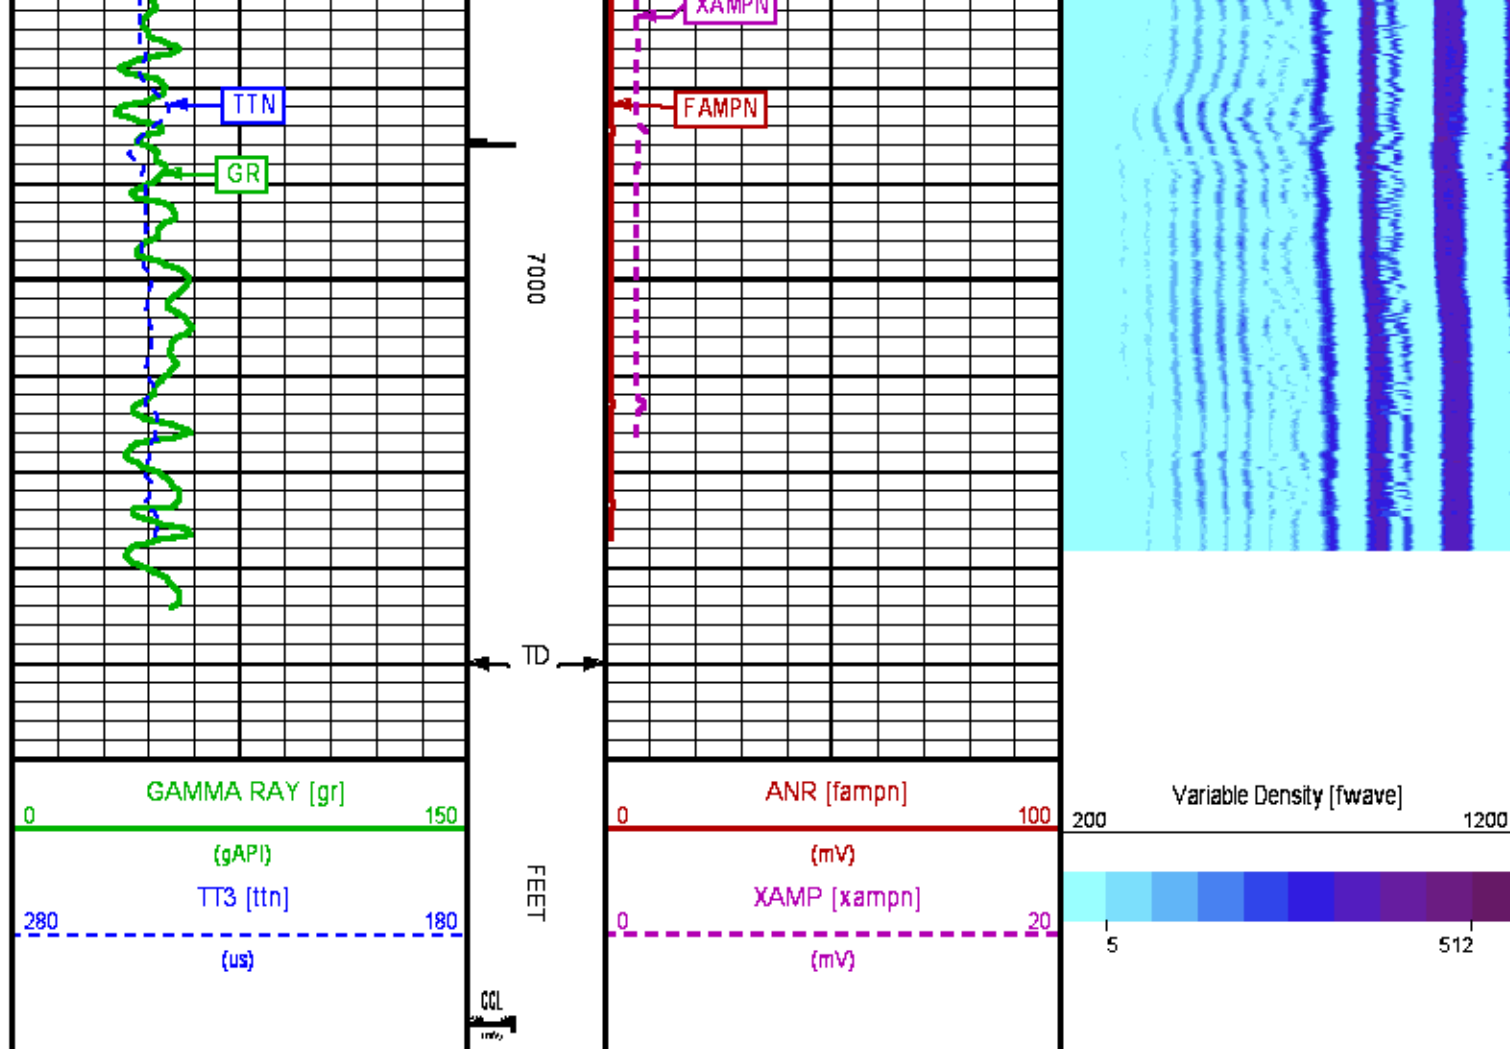 XAMPN
TTN
FAMPN
GR
7000
TD
GAMMA RAY [gr]
0 150
(gAPI)
TT3 [ttn]
280 180
(us)
FEET
CCL
ANR [fampn]
0 100
(mV)
XAMP [xampn]
0 20
(mV)
Variable Density [fwave]
200 1200
5 512